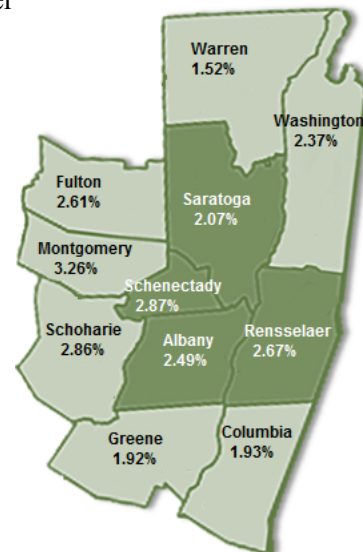 Warren
1.52%
Washington
2.37%
Fulton
2.61%
Saratoga
2.07%
Montgomery
3.26%
Schenectady
2.87%
Schoharie
2.86%
Albany
2.49%
Rensselaer
2.67%
Greene
1.92%
Columbia
1.93%